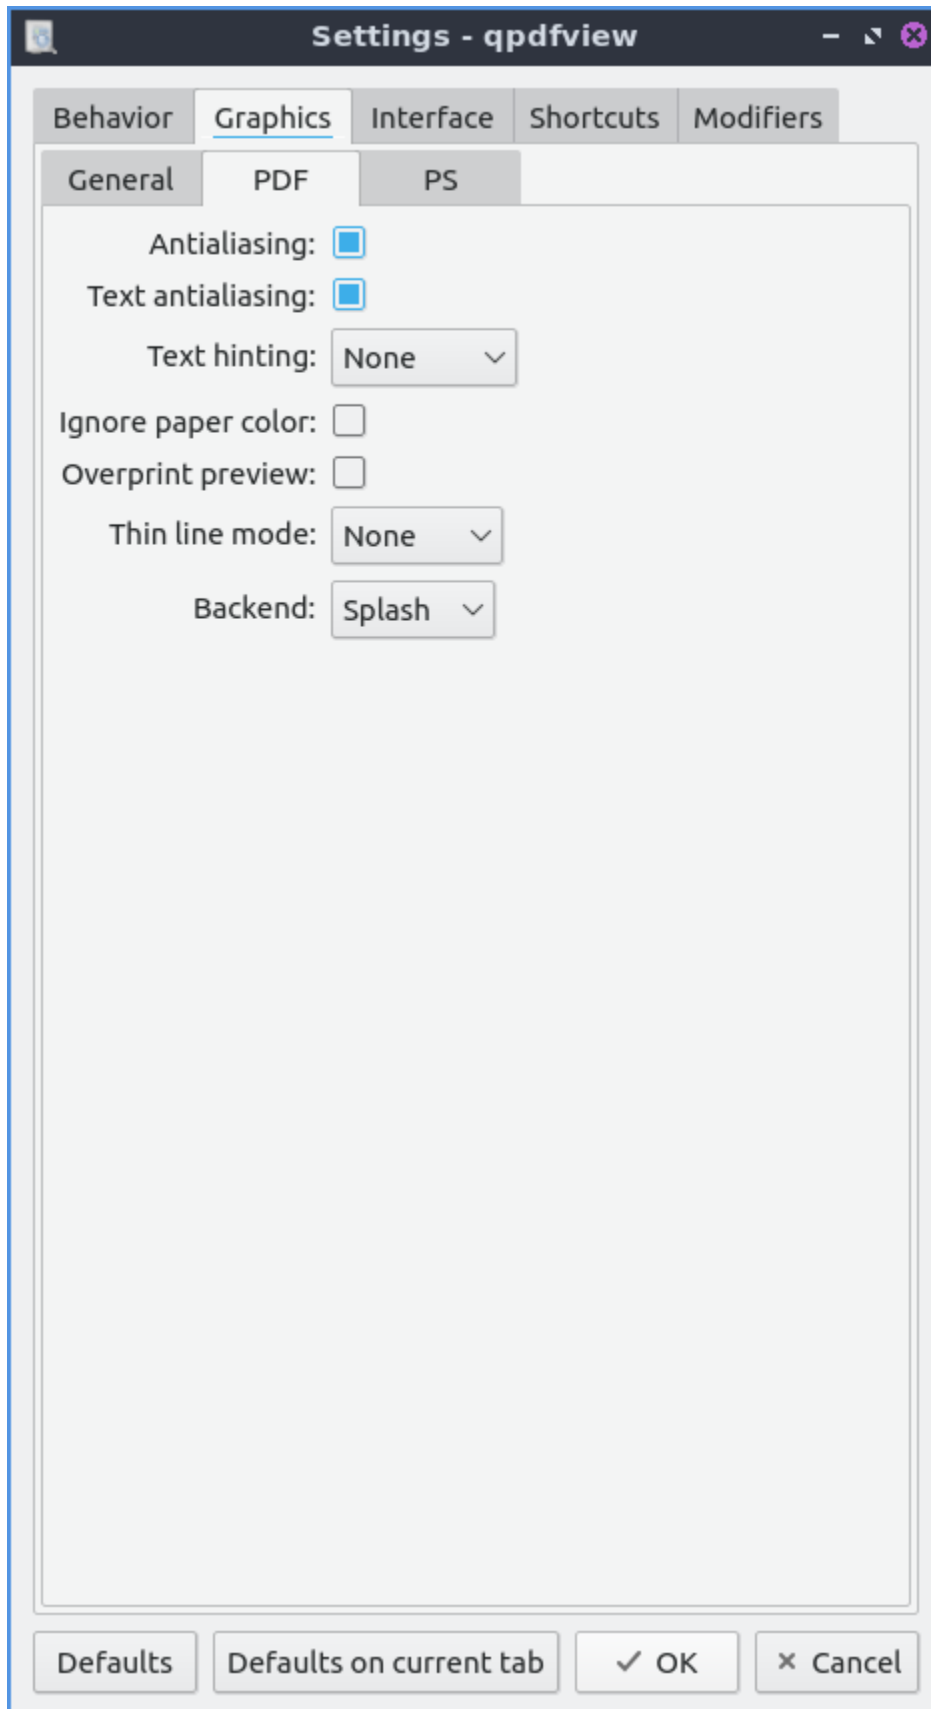 Settings - qpdfview
Behavior Graphics Interface Shortcuts Modifiers
General PDF PS
Antialiasing:
Text antialiasing:
Text hinting: None
Ignore paper color:
Overprint preview:
Thin line mode: None
Backend: Splash
Defaults Defaults on current tab OK Cancel